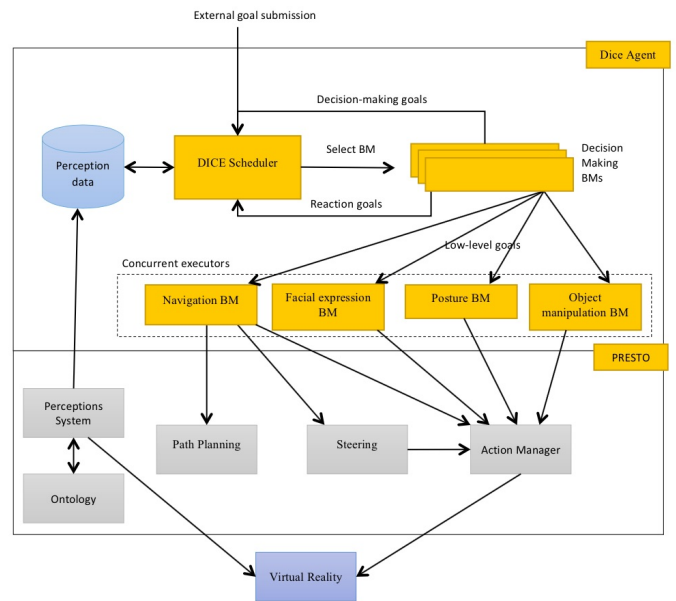 External goal submission
Dice Agent
Decision-making goals
Perception
data
DICE Scheduler
Select BM
Decision
Making
BMs
Reaction goals
Low-level goals
Concurrent executors
Navigation BM
Facial expression
BM
Posture BM
Object
manipulation BM
PRESTO
Perceptions
System
Path Planning
Steering
Action Manager
Ontology
Virtual Reality